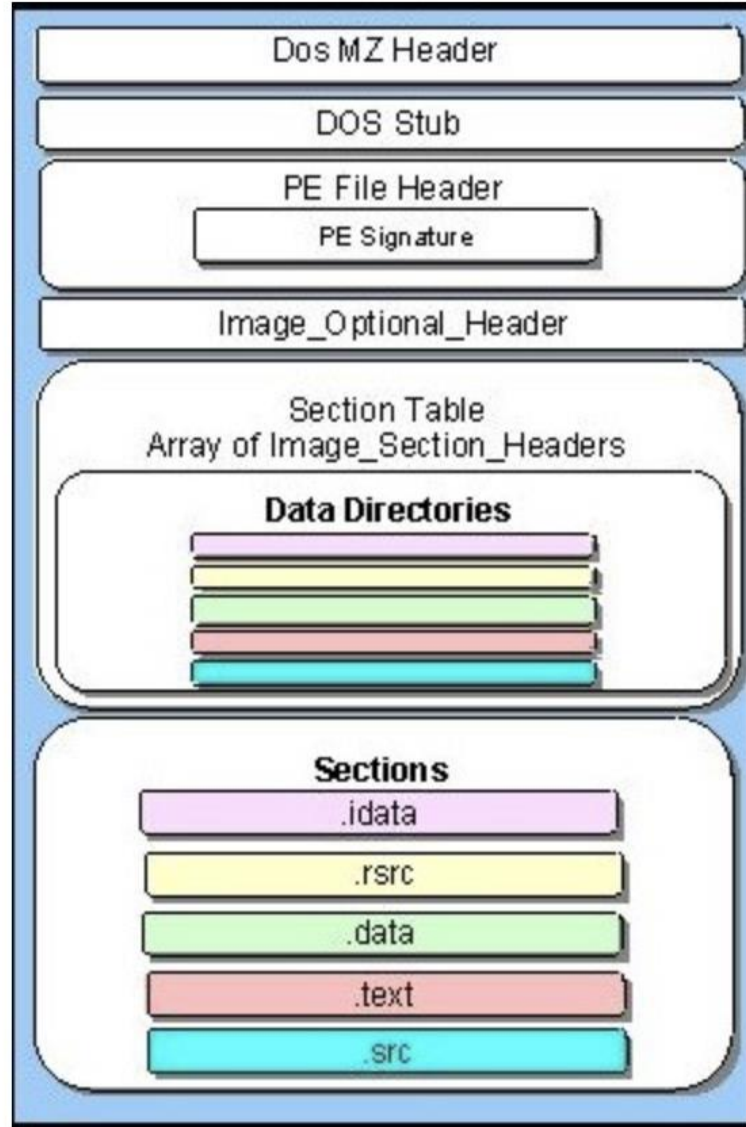 Dos MZ Header
DOS Stub
PE File Header
PE Signature
Image_Optional_Header
Section Table
Array of Image_Section_Headers
Data Directories
Sections
.idata
.rsrc
.data
.text
.src